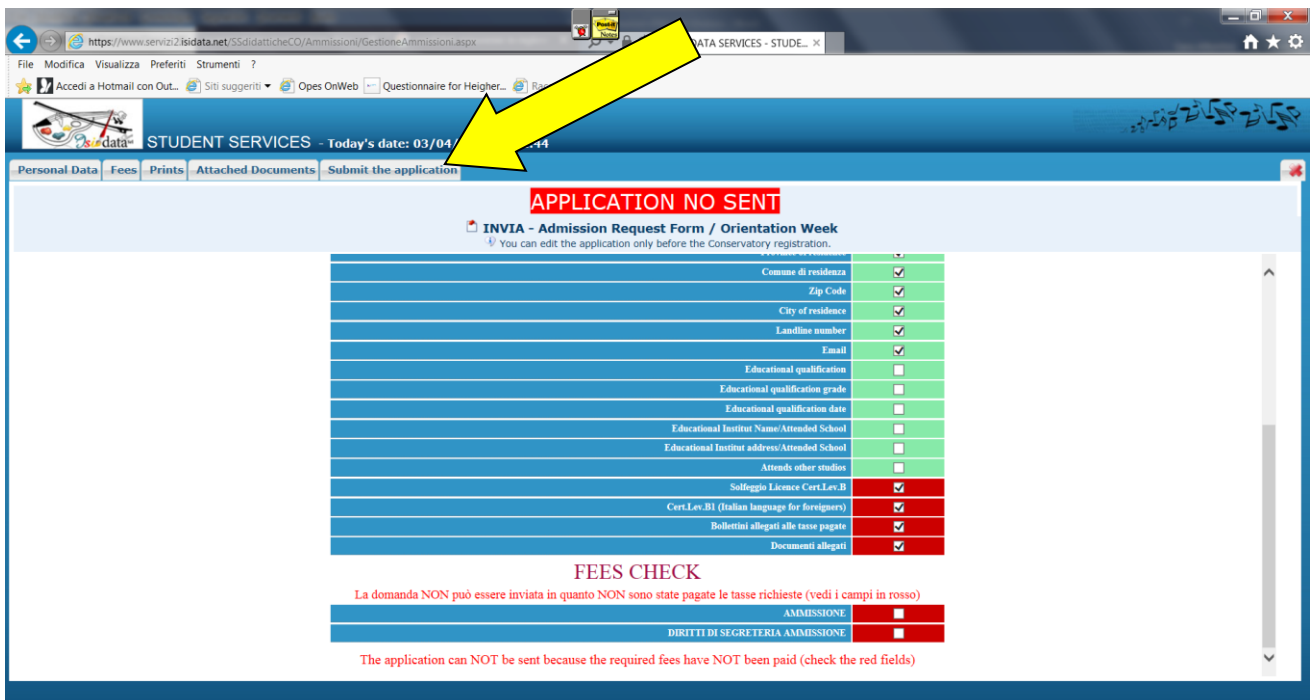 https://www.servizi2.isidata.net/SSdidatticheCO/Ammissioni/GestioneAmmissioni.aspx
DATA SERVICES - STUDE...
Post-it
Notes
File Modifica Visualizza Preferiti Strumenti ?
Accedi a Hotmail con Out... Siti suggeriti Opes OnWeb Questionnaire for Heigher...
Isidata
STUDENT SERVICES - Today's date: 03/04/ 44
Personal Data Fees Prints Attached Documents Submit the application
APPLICATION NO SENT
INVIA - Admission Request Form / Orientation Week
You can edit the application only before the Conservatory registration.
Comune di residenza
Zip Code
City of residence
Landline number
Email
Educational qualification
Educational qualification grade
Educational qualification date
Educational Institut Name/Attended School
Educational Institut address/Attended School
Attends other studios
Solfeggio Licence Cert.Lev.B
Cert.Lev.B1 (Italian language for foreigners)
Bollettini allegati alle tasse pagate
Documenti allegati
FEES CHECK
La domanda NON può essere inviata in quanto NON sono state pagate le tasse richieste (vedi i campi in rosso)
AMMISSIONE
DIRITTI DI SEGRETERIA AMMISSIONE
The application can NOT be sent because the required fees have NOT been paid (check the red fields)